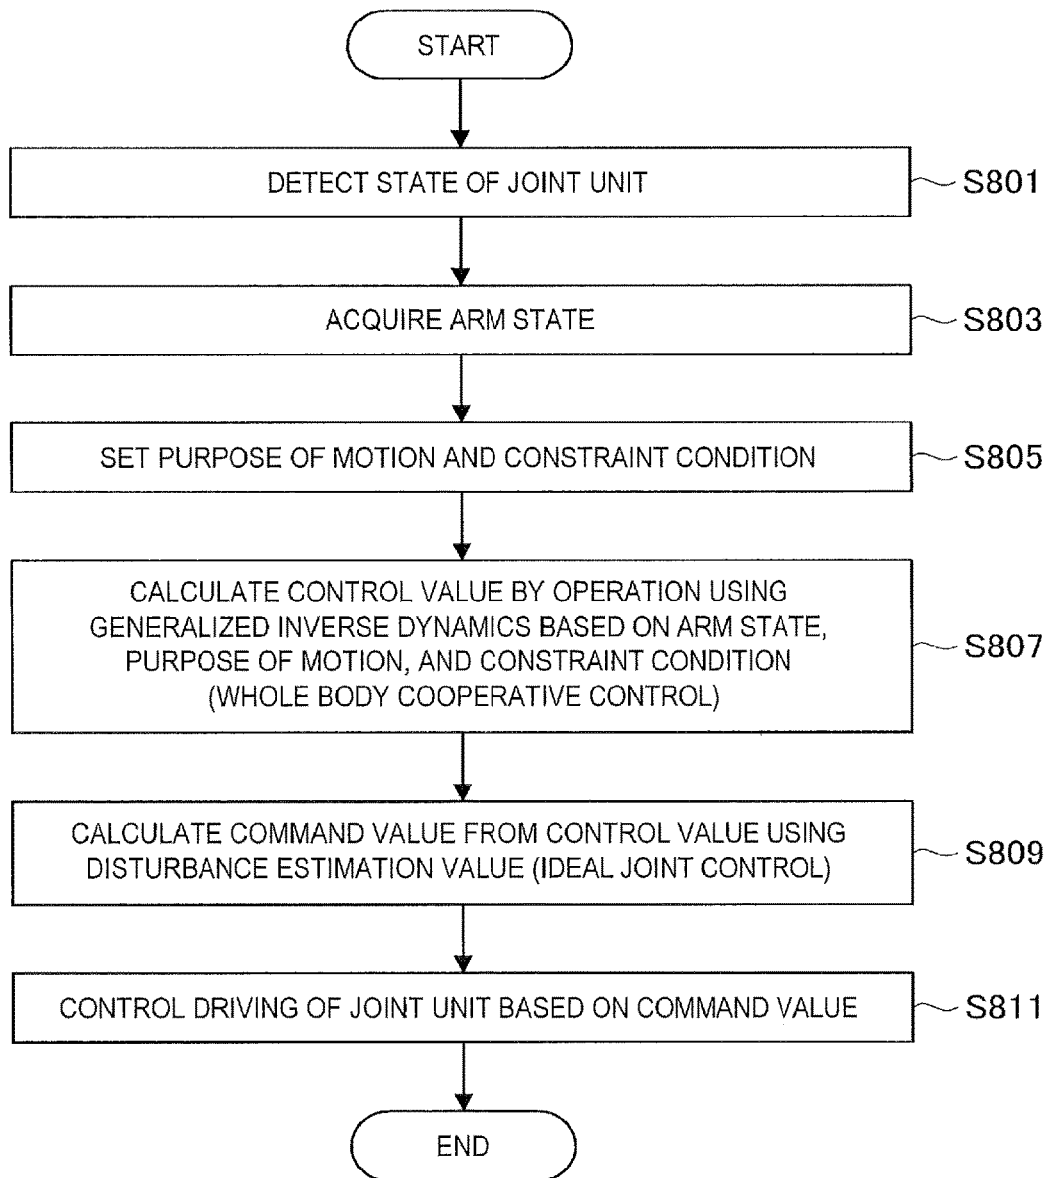 START
DETECT STATE OF JOINT UNIT
S801
ACQUIRE ARM STATE
S803
SET PURPOSE OF MOTION AND CONSTRAINT CONDITION
S805
CALCULATE CONTROL VALUE BY OPERATION USING
GENERALIZED INVERSE DYNAMICS BASED ON ARM STATE,
PURPOSE OF MOTION, AND CONSTRAINT CONDITION
(WHOLE BODY COOPERATIVE CONTROL)
S807
CALCULATE COMMAND VALUE FROM CONTROL VALUE USING
DISTURBANCE ESTIMATION VALUE (IDEAL JOINT CONTROL)
S809
CONTROL DRIVING OF JOINT UNIT BASED ON COMMAND VALUE
S811
END